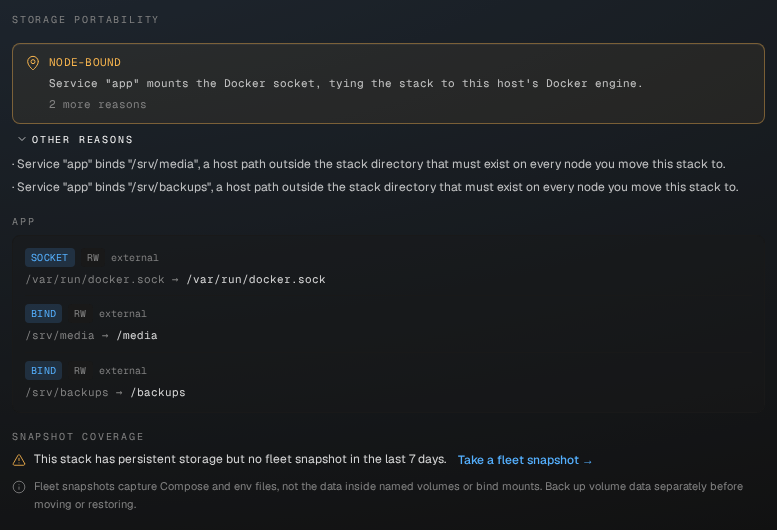 STORAGE PORTABILITY
NODE-BOUND
Service "app" mounts the Docker socket, tying the stack to this host's Docker engine.
2 more reasons
OTHER REASONS
· Service "app" binds "/srv/media", a host path outside the stack directory that must exist on every node you move this stack to.
· Service "app" binds "/srv/backups", a host path outside the stack directory that must exist on every node you move this stack to.
APP
SOCKET RW external
/var/run/docker.sock → /var/run/docker.sock
BIND RW external
/srv/media → /media
BIND RW external
/srv/backups → /backups
SNAPSHOT COVERAGE
This stack has persistent storage but no fleet snapshot in the last 7 days. Take a fleet snapshot →
Fleet snapshots capture Compose and env files, not the data inside named volumes or bind mounts. Back up volume data separately before
moving or restoring.